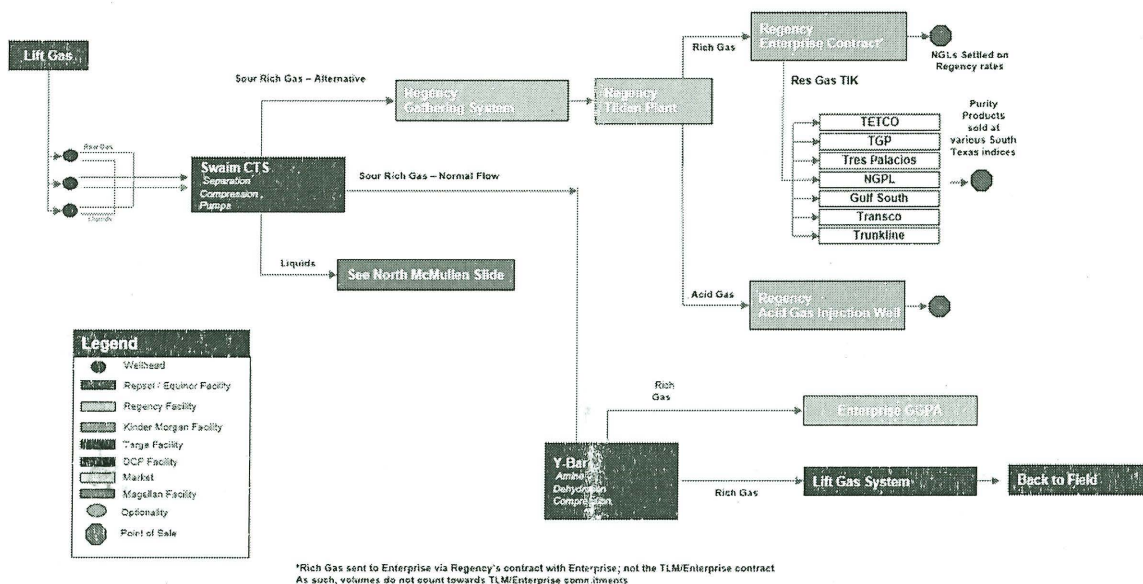 Lift Gas
Sour Rich Gas – Alternative
Regency
Gathering System
Regency
Tilden Plant
Rich Gas
Regency
Enterprise Contract*
NGLs Settled on
Regency rates
Res Gas TIK
TETCO
TGP
Tres Palacios
NGPL
Gulf South
Transco
Trunkline
Purity
Products
sold at
various South
Texas indices
Swaim CTS
Separation
Compression
Pumps
Sour Rich Gas – Normal Flow
Liquids
See North McMullen Slide
Acid Gas
Regency
Acid Gas Injection Well
Legend
Wellhead
Repsol / Equinor Facility
Regency Facility
Kinder Morgan Facility
Targa Facility
DCP Facility
Market
Magellan Facility
Optionality
Point of Sale
Rich
Gas
Enterprise GGPA
Y-Bar
Amine
Dehydration
Compression
Rich Gas
Lift Gas System
Back to Field
*Rich Gas sent to Enterprise via Regency's contract with Enterprise; not the TLM/Enterprise contract
As such, volumes do not count towards TLM/Enterprise commitments